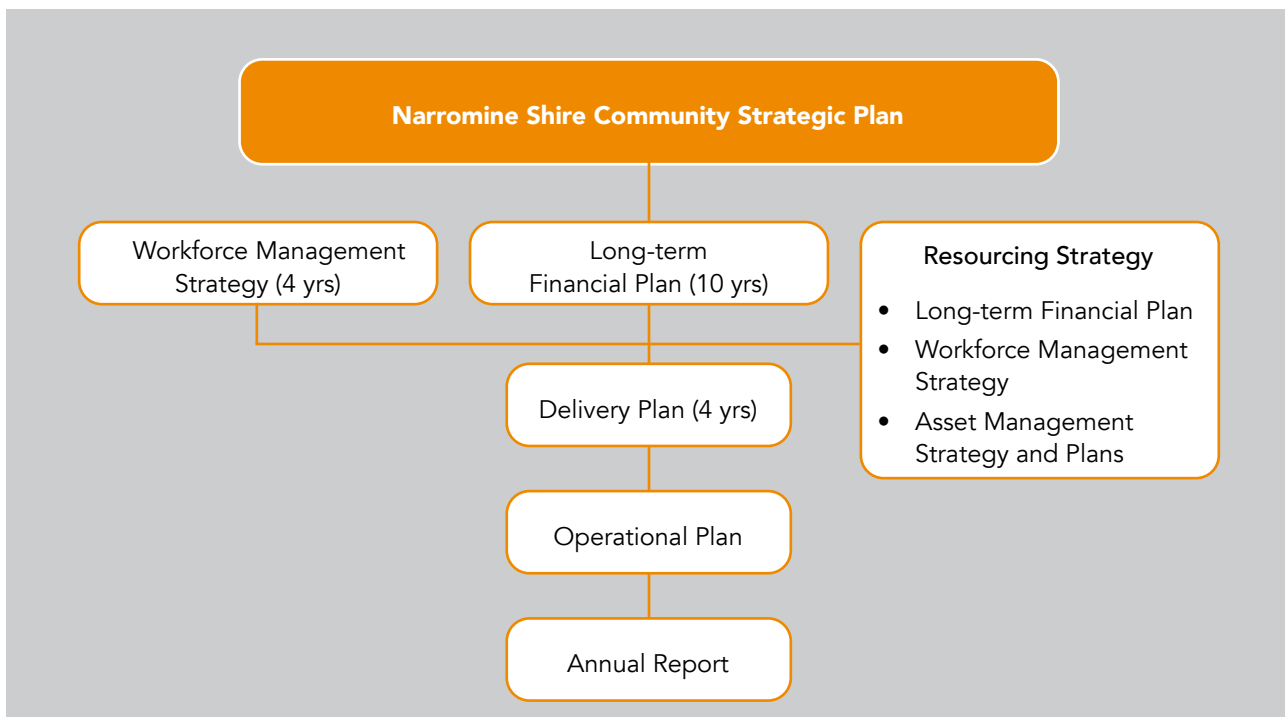 Narromine Shire Community Strategic Plan
Workforce Management
Strategy (4 yrs)
Long-term
Financial Plan (10 yrs)
Resourcing Strategy
• Long-term Financial Plan
• Workforce Management
Strategy
• Asset Management
Strategy and Plans
Delivery Plan (4 yrs)
Operational Plan
Annual Report